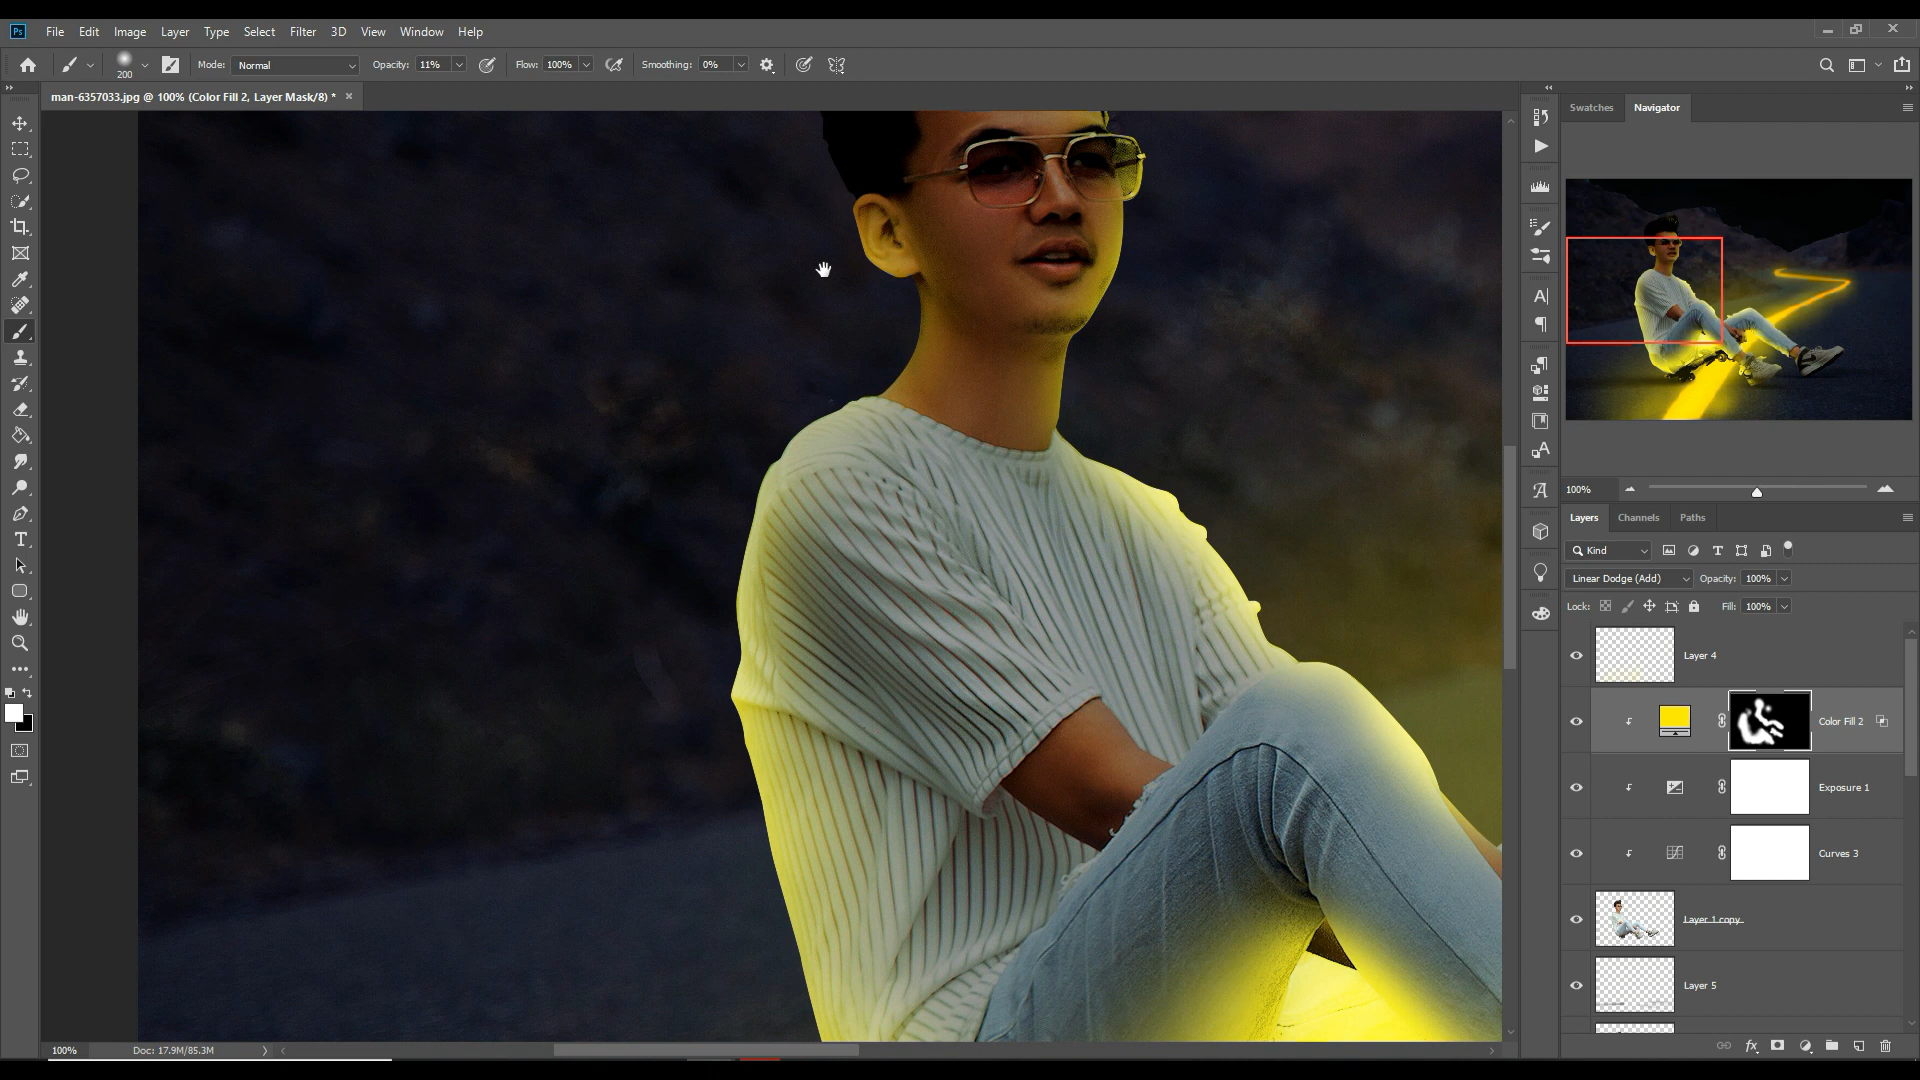 Ps File Edit Image Layer Type Select Filter 3D View Window Help
200 Mode: Normal Opacity: 11% Flow: 100% Smoothing: 0%
man-6357033.jpg @ 100% (Color Fill 2, Layer Mask/8) *
Swatches Navigator
100%
Layers Channels Paths
Kind
Linear Dodge (Add) Opacity: 100%
Lock: Fill: 100%
Layer 4
Color Fill 2
Exposure 1
Curves 3
Layer 1 copy
Layer 5
100% Doc: 17.9M/85.3M